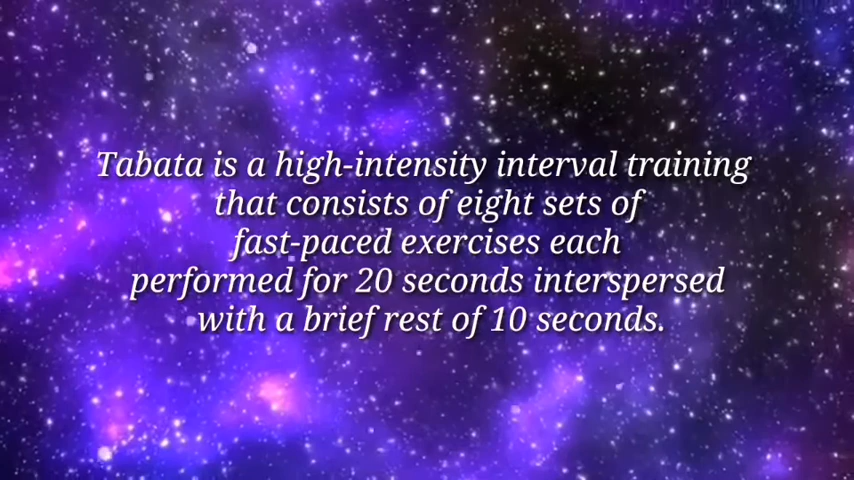 Tabata is a high-intensity interval training
that consists of eight sets of
fast-paced exercises each
performed for 20 seconds interspersed
with a brief rest of 10 seconds.